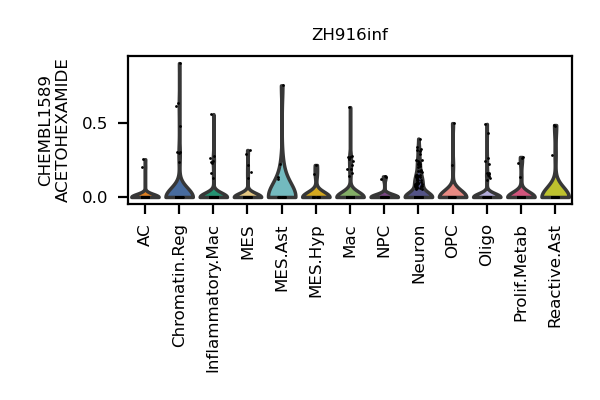 ZH916inf
CHEMBL1589
ACETOHEXAMIDE
0.5
0.0
AC
Chromatin.Reg
Inflammatory.Mac
MES
MES.Ast
MES.Hyp
Mac
NPC
Neuron
OPC
Oligo
Prolif.Metab
Reactive.Ast